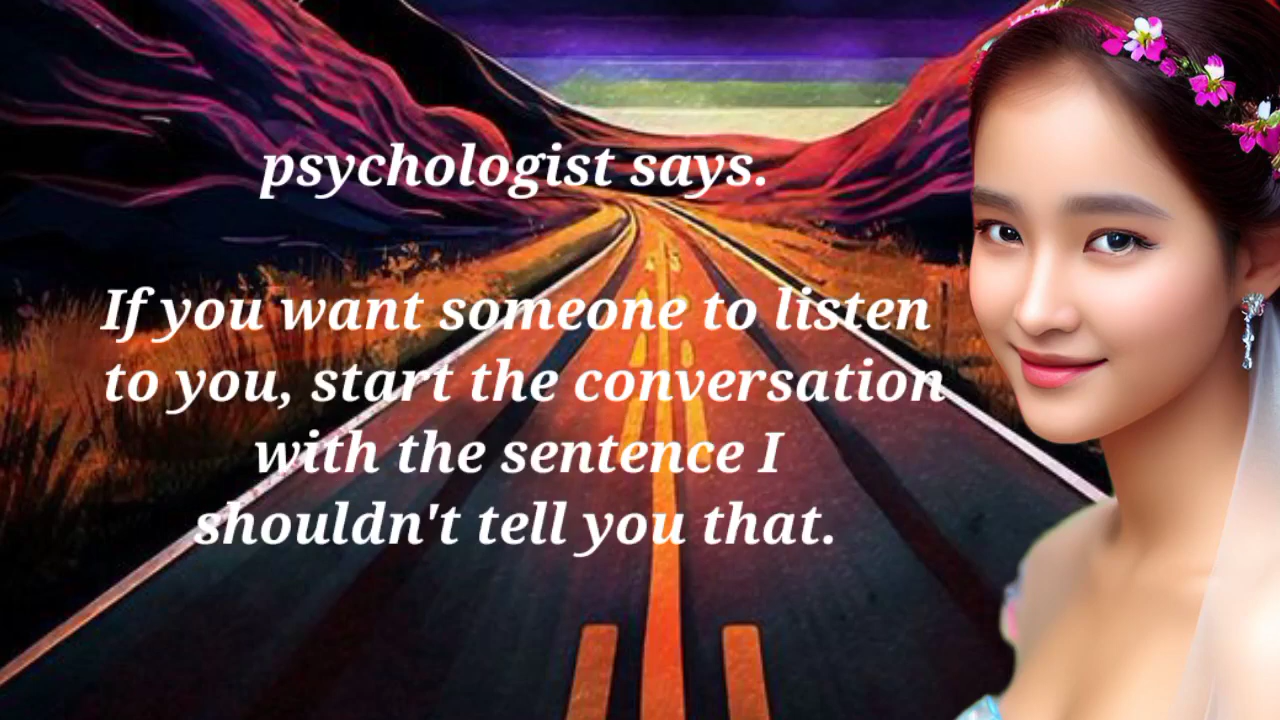 psychologist says.
If you want someone to listen
to you, start the conversation
with the sentence I
shouldn't tell you that.